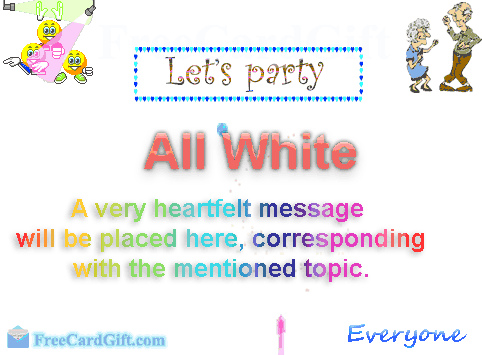 FreeCardGift
Let's party
All White
A very heartfelt message
will be placed here, corresponding
with the mentioned topic.
FreeCardGift.com
Everyone